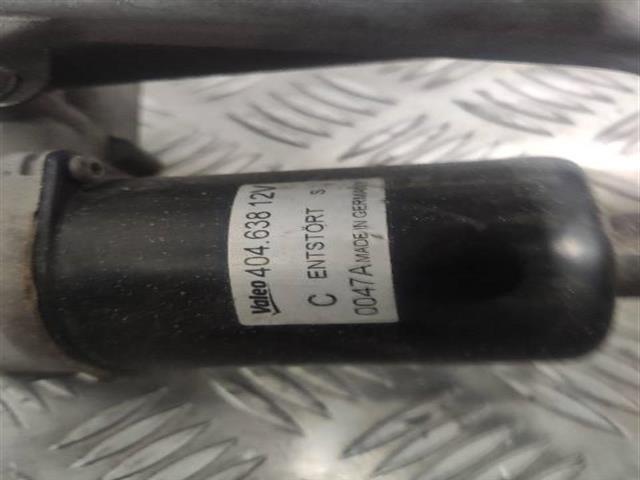 Valeo 404.638 12V
C ENTSTÖRT S
0047A MADE IN GERMANY